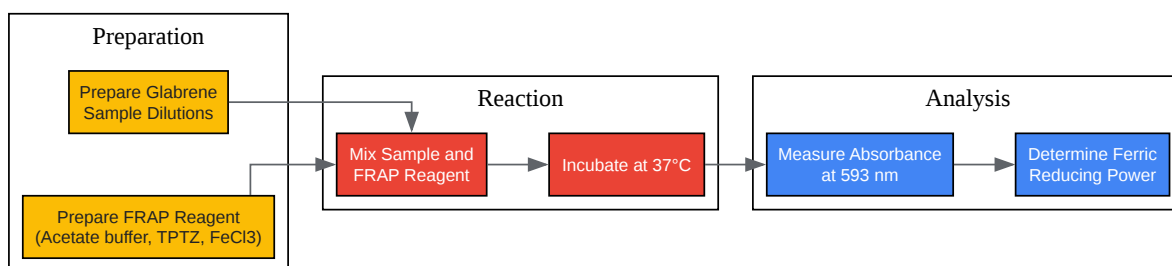 Preparation
Prepare Glabrene
Sample Dilutions
Prepare FRAP Reagent
(Acetate buffer, TPTZ, FeCl3)
Reaction
Mix Sample and
FRAP Reagent
Incubate at 37°C
Analysis
Measure Absorbance
at 593 nm
Determine Ferric
Reducing Power